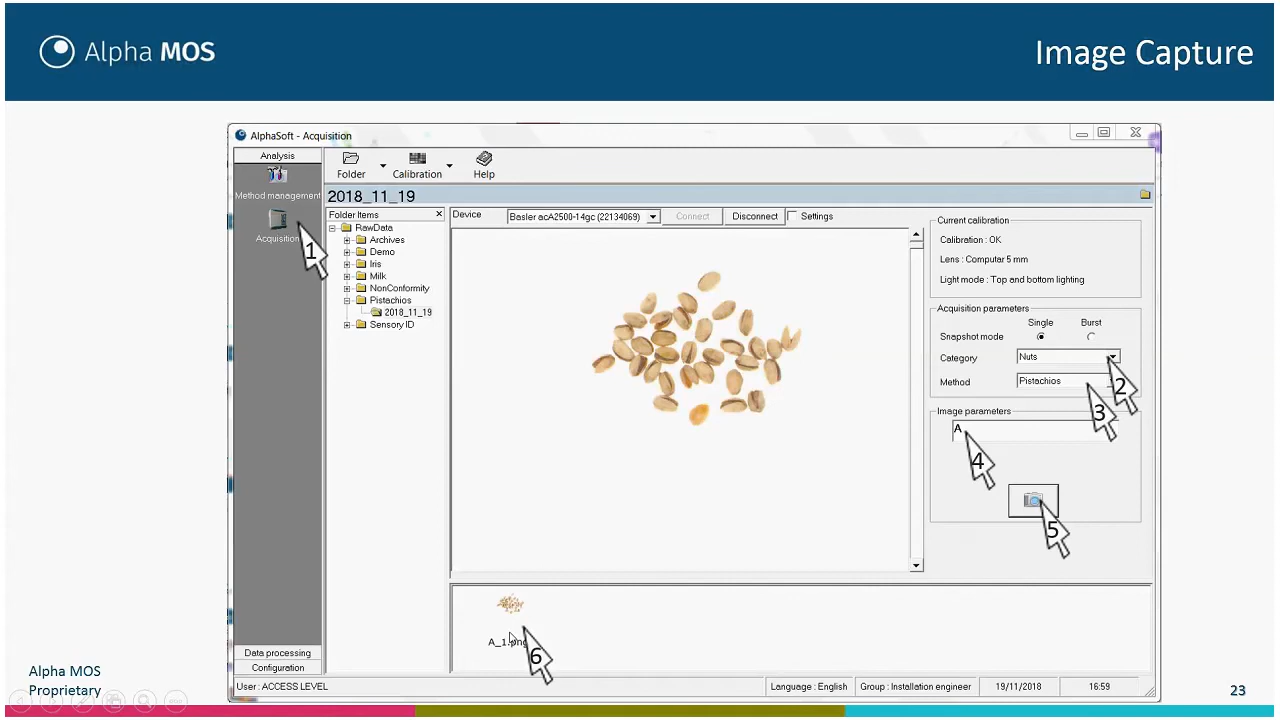 Alpha MOS
Image Capture
AlphaSoft - Acquisition
Analysis
Method management
Acquisition
Data processing
Configuration
Folder
Calibration
Help
2018_11_19
Folder Items
RawData
Archives
Demo
Iris
Milk
NonConformity
Pistachios
2018_11_19
Sensory ID
Device
Basler acA2500-14gc (22134069)
Connect
Disconnect
Settings
Current calibration
Calibration : OK
Lens : Computar 5 mm
Light mode : Top and bottom lighting
Acquisition parameters
Single Burst
Snapshot mode
Category Nuts
Method Pistachios
Image parameters
A
1
2
3
4
5
A_1.png
6
User : ACCESS LEVEL
Language : English
Group : Installation engineer
19/11/2018
16:59
Alpha MOS
Proprietary
23